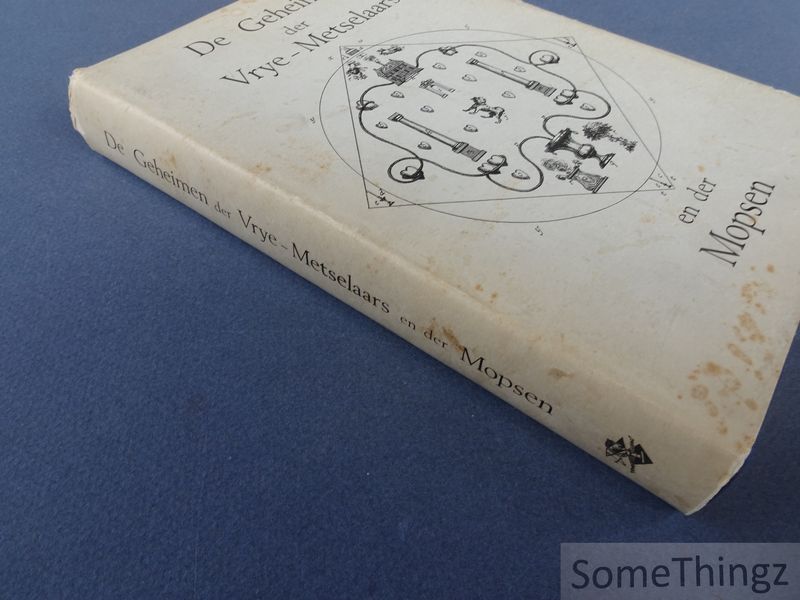 De Geheim
der
Vrye-Metselaars
en der
Mopsen
De Geheimen der Vrye-Metselaars en der Mopsen
SomeThingz